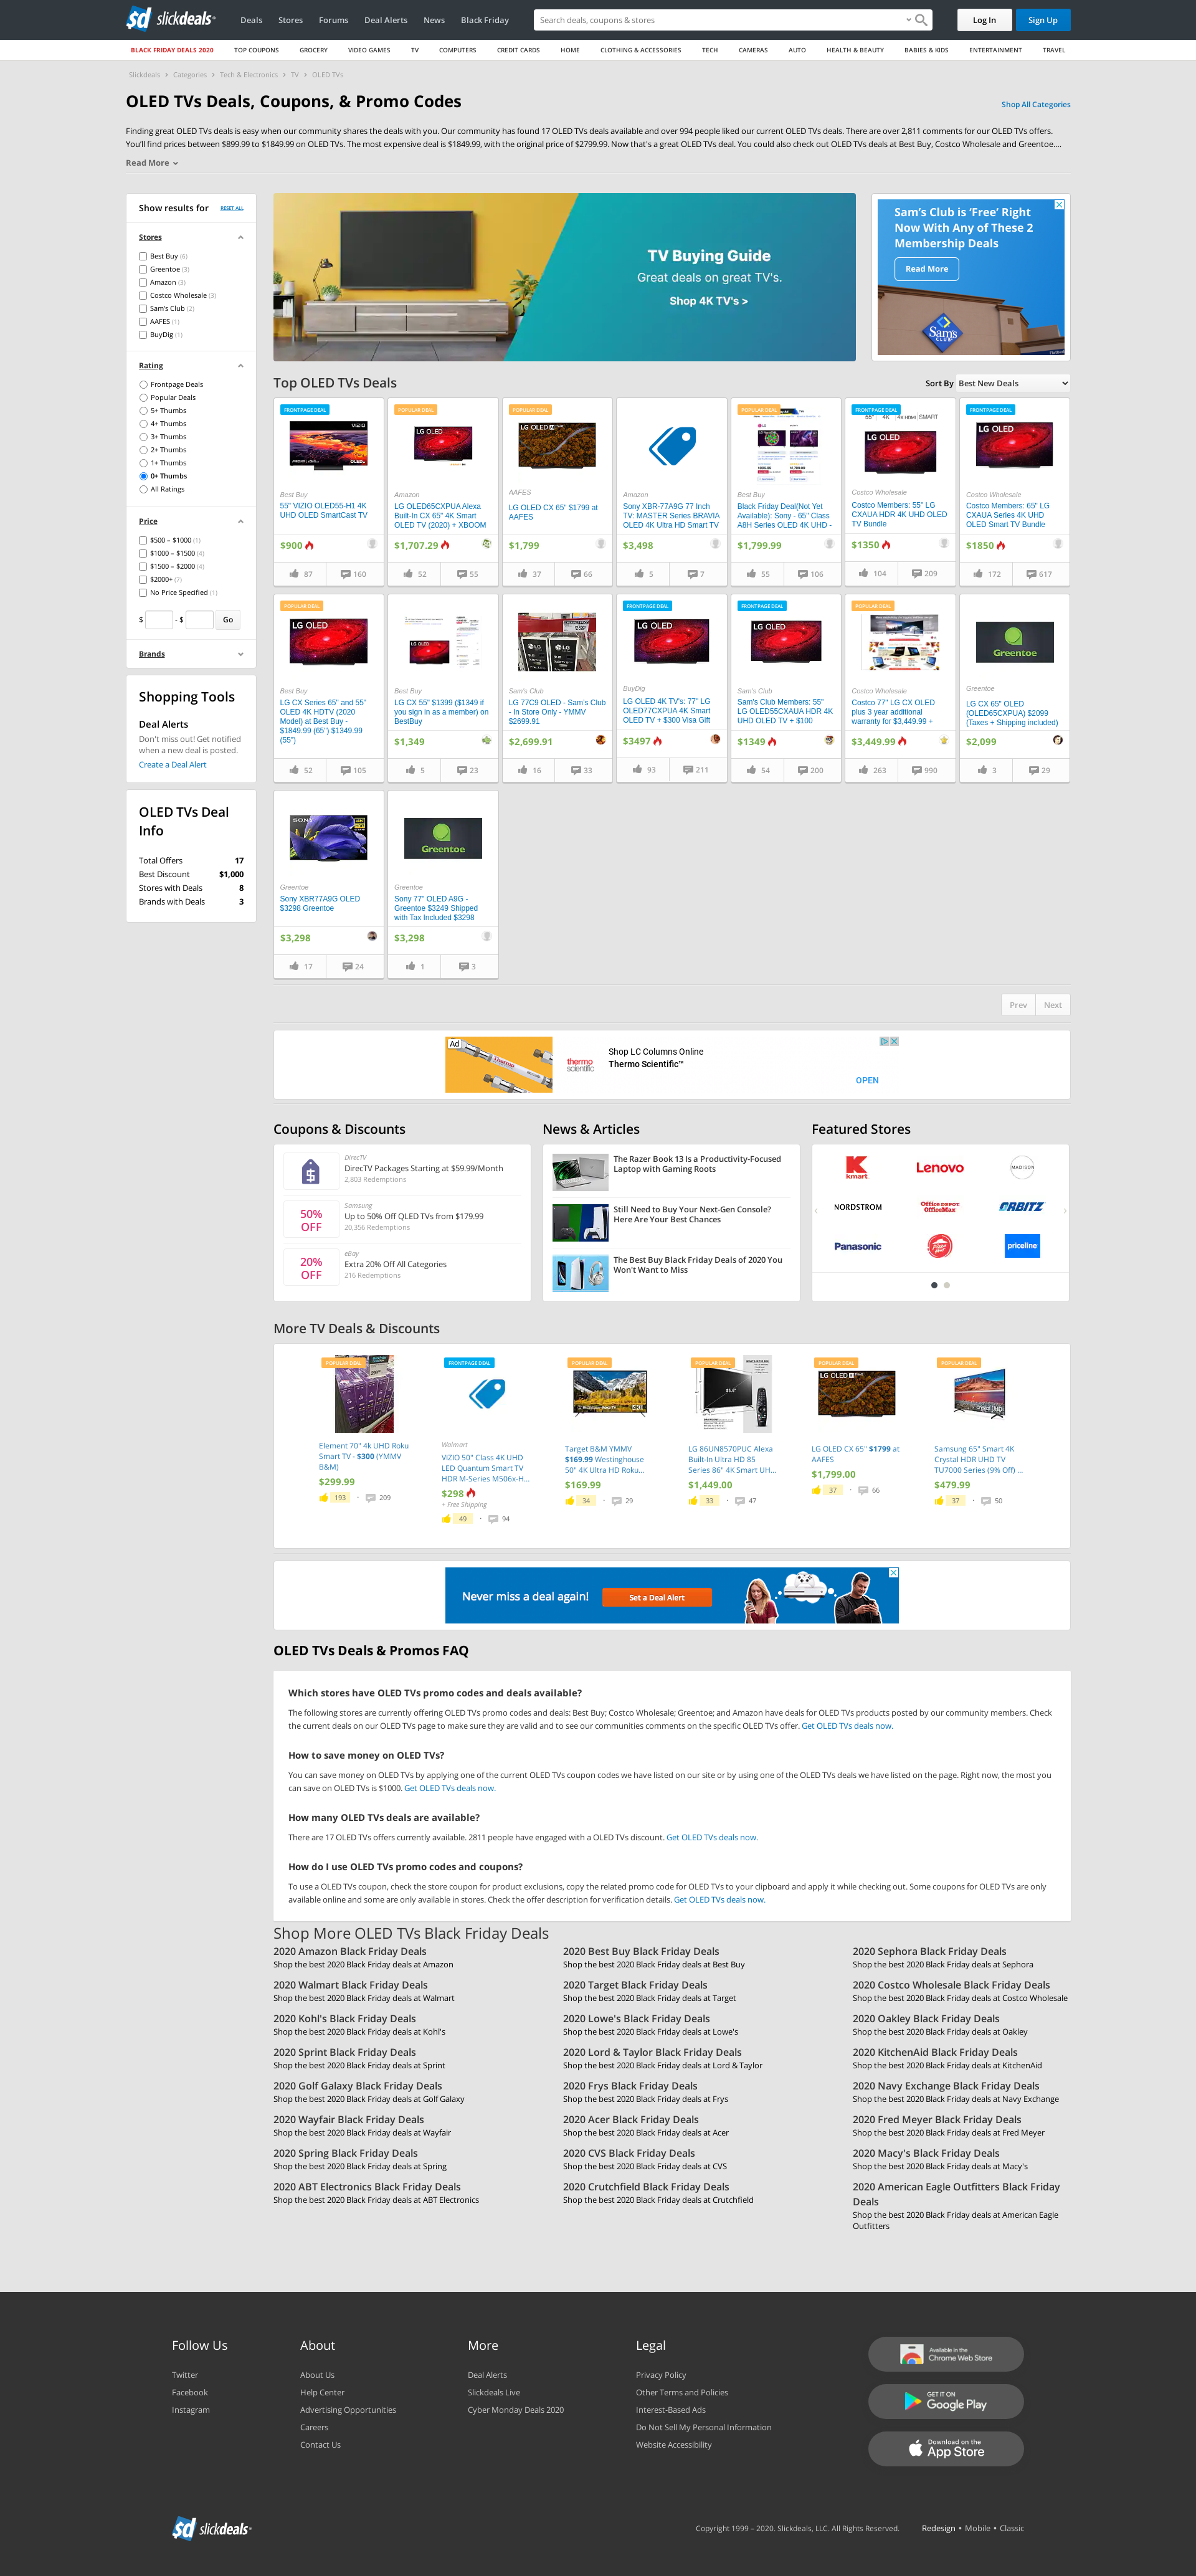 slickdeals
Deals Stores Forums Deal Alerts News Black Friday
Search deals, coupons & stores
Log In Sign Up
BLACK FRIDAY DEALS 2020 TOP COUPONS GROCERY VIDEO GAMES TV COMPUTERS CREDIT CARDS HOME CLOTHING & ACCESSORIES TECH CAMERAS AUTO HEALTH & BEAUTY BABIES & KIDS ENTERTAINMENT TRAVEL
Slickdeals > Categories > Tech & Electronics > TV > OLED TVs
OLED TVs Deals, Coupons, & Promo Codes
Shop All Categories
Finding great OLED TVs deals is easy when our community shares the deals with you. Our community has found 17 OLED TVs deals available and over 994 people liked our current OLED TVs deals. There are over 2,811 comments for our OLED TVs offers.
You'll find prices between $899.99 to $1849.99 on OLED TVs. The most expensive deal is $1849.99, with the original price of $2799.99. Now that's a great OLED TVs deal. You could also check out OLED TVs deals at Best Buy, Costco Wholesale and Greentoe....
Read More
Show results for RESET ALL
Stores
Best Buy (6)
Greentoe (3)
Amazon (3)
Costco Wholesale (3)
Sam's Club (2)
AAFES (1)
BuyDig (1)
Rating
Frontpage Deals
Popular Deals
5+ Thumbs
4+ Thumbs
3+ Thumbs
2+ Thumbs
1+ Thumbs
0+ Thumbs
All Ratings
Price
$500 – $1000 (1)
$1000 – $1500 (4)
$1500 – $2000 (4)
$2000+ (7)
No Price Specified (1)
$ - $ Go
Brands
Shopping Tools
Deal Alerts
Don't miss out! Get notified
when a new deal is posted.
Create a Deal Alert
OLED TVs Deal
Info
Total Offers 17
Best Discount $1,000
Stores with Deals 8
Brands with Deals 3
TV Buying Guide
Great deals on great TV's.
Shop 4K TV's >
Sam's Club is 'Free' Right
Now With Any of These 2
Membership Deals
Read More
Sam's
CLUB
Top OLED TVs Deals
Sort By Best New Deals
FRONTPAGE DEAL
VIZIO
Best Buy
55" VIZIO OLED55-H1 4K
UHD OLED SmartCast TV
$900
87 160
POPULAR DEAL
LG OLED
Amazon
LG OLED65CXPUA Alexa
Built-In CX 65" 4K Smart
OLED TV (2020) + XBOOM
$1,707.29
52 55
POPULAR DEAL
LG OLED
AAFES
LG OLED CX 65" $1799 at
AAFES
$1,799
37 66
Amazon
Sony XBR-77A9G 77 Inch
TV: MASTER Series BRAVIA
OLED 4K Ultra HD Smart TV
$3,498
5 7
POPULAR DEAL
Best Buy
Black Friday Deal(Not Yet
Available): Sony - 65" Class
A8H Series OLED 4K UHD -
$1,799.99
55 106
FRONTPAGE DEAL
55" 4K 4K HDMI SMART
LG OLED
Costco Wholesale
Costco Members: 55" LG
CXAUA HDR 4K UHD OLED
TV Bundle
$1350
104 209
FRONTPAGE DEAL
LG OLED
Costco Wholesale
Costco Members: 65" LG
CXAUA Series 4K UHD
OLED Smart TV Bundle
$1850
172 617
POPULAR DEAL
LG OLED
Best Buy
LG CX Series 65" and 55"
OLED 4K HDTV (2020
Model) at Best Buy -
$1849.99 (65") $1349.99
(55")
52 105
LG OLED
Best Buy
LG CX 55" $1399 ($1349 if
you sign in as a member) on
BestBuy
$1,349
5 23
LG LG
Sam's Club
LG 77C9 OLED - Sam's Club
- In Store Only - YMMV
$2699.91
$2,699.91
16 33
FRONTPAGE DEAL
LG OLED
BuyDig
LG OLED 4K TV's: 77" LG
OLED77CXPUA 4K Smart
OLED TV + $300 Visa Gift
$3497
93 211
FRONTPAGE DEAL
LG OLED
Sam's Club
Sam's Club Members: 55"
LG OLED55CXAUA HDR 4K
UHD OLED TV + $100
$1349
54 200
POPULAR DEAL
Costco Wholesale
Costco 77" LG CX OLED
plus 3 year additional
warranty for $3,449.99 +
$3,449.99
263 990
Greentoe
Greentoe
LG CX 65" OLED
(OLED65CXPUA) $2099
(Taxes + Shipping included)
$2,099
3 29
SONY
Greentoe
Sony XBR77A9G OLED
$3298 Greentoe
$3,298
17 24
Greentoe
Greentoe
Sony 77" OLED A9G -
Greentoe $3249 Shipped
with Tax Included $3298
$3,298
1 3
Prev Next
Ad
thermo
scientific
Shop LC Columns Online
Thermo Scientific™
OPEN
Coupons & Discounts
$
DirecTV
DirecTV Packages Starting at $59.99/Month
2,803 Redemptions
50%
OFF
Samsung
Up to 50% Off QLED TVs from $179.99
20,356 Redemptions
20%
OFF
eBay
Extra 20% Off All Categories
216 Redemptions
News & Articles
The Razer Book 13 Is a Productivity-Focused
Laptop with Gaming Roots
Still Need to Buy Your Next-Gen Console?
Here Are Your Best Chances
The Best Buy Black Friday Deals of 2020 You
Won't Want to Miss
Featured Stores
kmart Lenovo MADISON
NORDSTROM Office DEPOT OfficeMax ORBITZ
Panasonic Pizza Hut priceline
More TV Deals & Discounts
POPULAR DEAL
Element 70" 4k UHD Roku
Smart TV - $300 (YMMV
B&M)
$299.99
193 · 209
FRONTPAGE DEAL
Walmart
VIZIO 50" Class 4K UHD
LED Quantum Smart TV
HDR M-Series M506x-H...
$298
+ Free Shipping
49 · 94
POPULAR DEAL
Target B&M YMMV
$169.99 Westinghouse
50" 4K Ultra HD Roku...
$169.99
34 · 29
POPULAR DEAL
LG 86UN8570PUC Alexa
Built-In Ultra HD 85
Series 86" 4K Smart UH...
$1,449.00
33 · 47
POPULAR DEAL
LG OLED
LG OLED CX 65" $1799 at
AAFES
$1,799.00
37 · 66
POPULAR DEAL
Samsung 65" Smart 4K
Crystal HDR UHD TV
TU7000 Series (9% Off) ...
$479.99
37 · 50
Never miss a deal again! Set a Deal Alert
OLED TVs Deals & Promos FAQ
Which stores have OLED TVs promo codes and deals available?
The following stores are currently offering OLED TVs promo codes and deals: Best Buy; Costco Wholesale; Greentoe; and Amazon have deals for OLED TVs products posted by our community members. Check
the current deals on our OLED TVs page to make sure they are valid and to see our communities comments on the specific OLED TVs offer. Get OLED TVs deals now.
How to save money on OLED TVs?
You can save money on OLED TVs by applying one of the current OLED TVs coupon codes we have listed on our site or by using one of the OLED TVs deals we have listed on the page. Right now, the most you
can save on OLED TVs is $1000. Get OLED TVs deals now.
How many OLED TVs deals are available?
There are 17 OLED TVs offers currently available. 2811 people have engaged with a OLED TVs discount. Get OLED TVs deals now.
How do I use OLED TVs promo codes and coupons?
To use a OLED TVs coupon, check the store coupon for product exclusions, copy the related promo code for OLED TVs to your clipboard and apply it while checking out. Some coupons for OLED TVs are only
available online and some are only available in stores. Check the offer description for verification details. Get OLED TVs deals now.
Shop More OLED TVs Black Friday Deals
2020 Amazon Black Friday Deals
Shop the best 2020 Black Friday deals at Amazon
2020 Best Buy Black Friday Deals
Shop the best 2020 Black Friday deals at Best Buy
2020 Sephora Black Friday Deals
Shop the best 2020 Black Friday deals at Sephora
2020 Walmart Black Friday Deals
Shop the best 2020 Black Friday deals at Walmart
2020 Target Black Friday Deals
Shop the best 2020 Black Friday deals at Target
2020 Costco Wholesale Black Friday Deals
Shop the best 2020 Black Friday deals at Costco Wholesale
2020 Kohl's Black Friday Deals
Shop the best 2020 Black Friday deals at Kohl's
2020 Lowe's Black Friday Deals
Shop the best 2020 Black Friday deals at Lowe's
2020 Oakley Black Friday Deals
Shop the best 2020 Black Friday deals at Oakley
2020 Sprint Black Friday Deals
Shop the best 2020 Black Friday deals at Sprint
2020 Lord & Taylor Black Friday Deals
Shop the best 2020 Black Friday deals at Lord & Taylor
2020 KitchenAid Black Friday Deals
Shop the best 2020 Black Friday deals at KitchenAid
2020 Golf Galaxy Black Friday Deals
Shop the best 2020 Black Friday deals at Golf Galaxy
2020 Frys Black Friday Deals
Shop the best 2020 Black Friday deals at Frys
2020 Navy Exchange Black Friday Deals
Shop the best 2020 Black Friday deals at Navy Exchange
2020 Wayfair Black Friday Deals
Shop the best 2020 Black Friday deals at Wayfair
2020 Acer Black Friday Deals
Shop the best 2020 Black Friday deals at Acer
2020 Fred Meyer Black Friday Deals
Shop the best 2020 Black Friday deals at Fred Meyer
2020 Spring Black Friday Deals
Shop the best 2020 Black Friday deals at Spring
2020 CVS Black Friday Deals
Shop the best 2020 Black Friday deals at CVS
2020 Macy's Black Friday Deals
Shop the best 2020 Black Friday deals at Macy's
2020 ABT Electronics Black Friday Deals
Shop the best 2020 Black Friday deals at ABT Electronics
2020 Crutchfield Black Friday Deals
Shop the best 2020 Black Friday deals at Crutchfield
2020 American Eagle Outfitters Black Friday
Deals
Shop the best 2020 Black Friday deals at American Eagle
Outfitters
Follow Us
Twitter
Facebook
Instagram
About
About Us
Help Center
Advertising Opportunities
Careers
Contact Us
More
Deal Alerts
Slickdeals Live
Cyber Monday Deals 2020
Legal
Privacy Policy
Other Terms and Policies
Interest-Based Ads
Do Not Sell My Personal Information
Website Accessibility
Available in the
Chrome Web Store
GET IT ON
Google Play
Download on the
App Store
slickdeals
Copyright 1999 – 2020. Slickdeals, LLC. All Rights Reserved. Redesign • Mobile • Classic